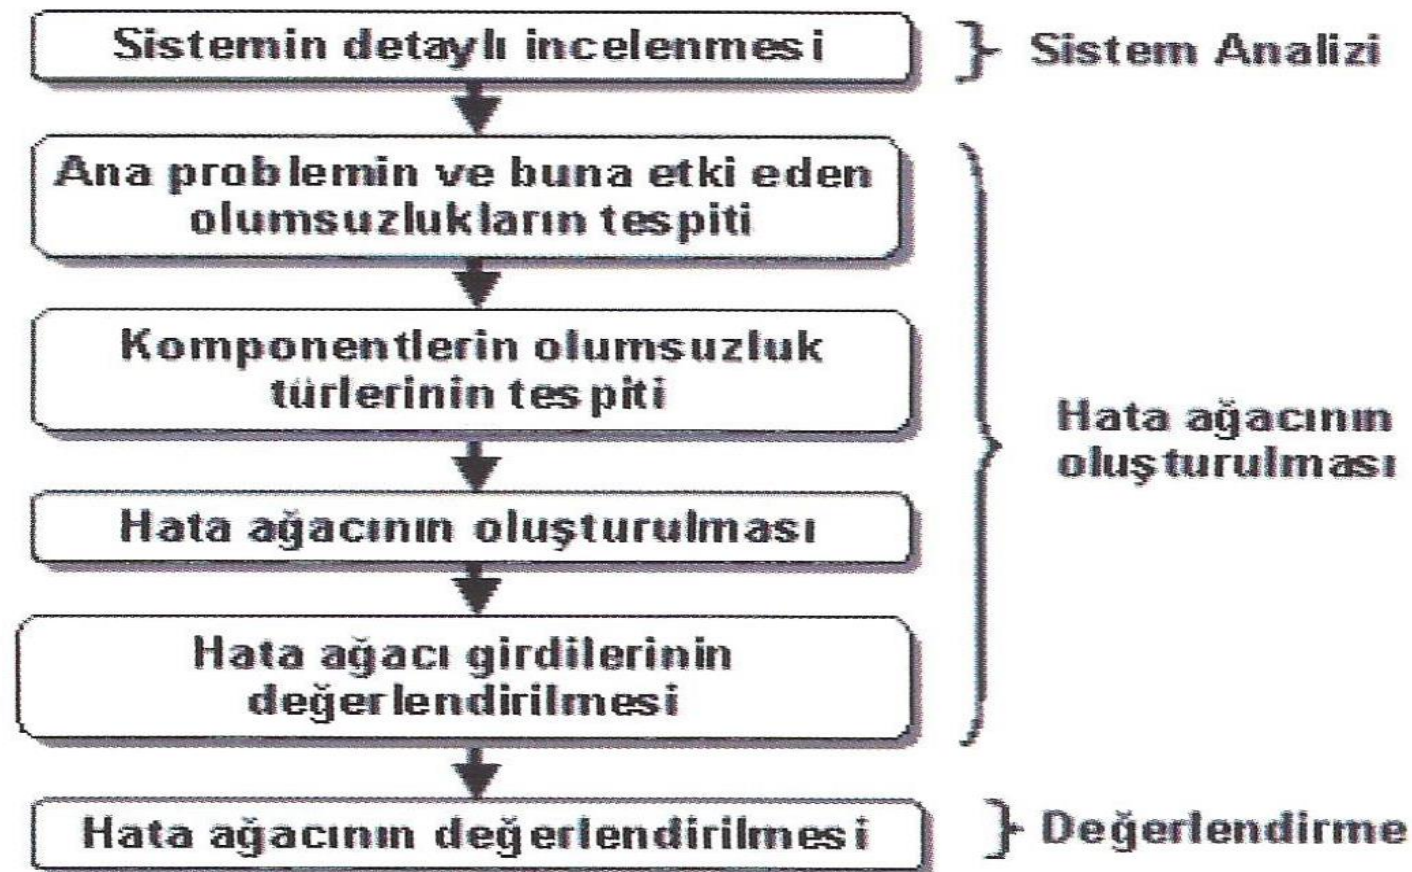 Sistemin detaylı incelenmesi
Sistem Analizi
Ana problemin ve buna etki eden
olumsuzlukların tespiti
Komponentlerin olumsuzluk
türlerinin tespiti
Hata ağacının oluşturulması
Hata ağacı girdilerinin
değerlendirilmesi
Hata ağacının
oluşturulması
Hata ağacının değerlendirilmesi
Değerlendirme